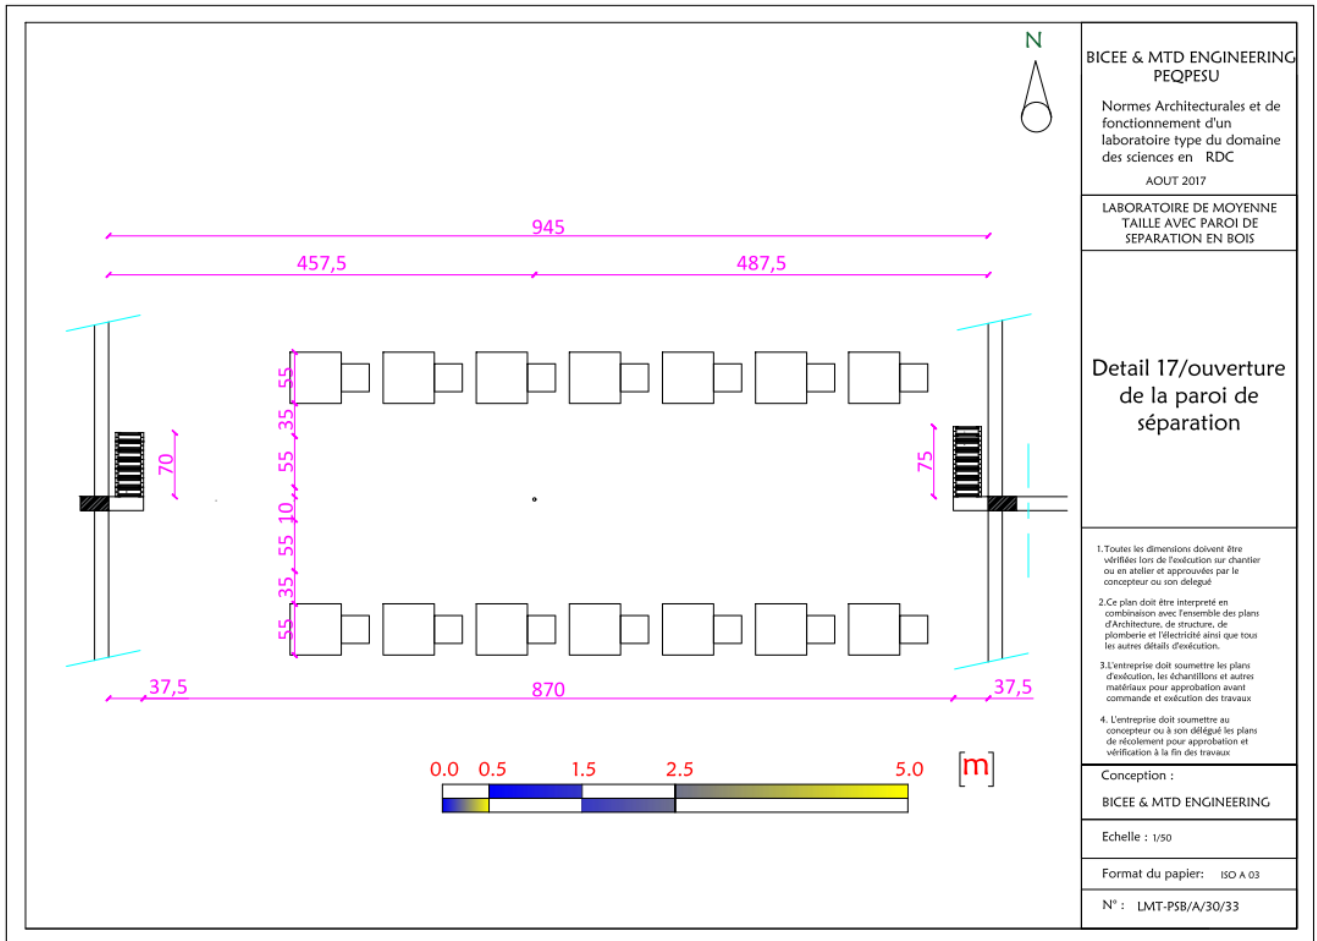 N
945
457,5
487,5
55
35
55
10
55
35
55
70
75
37,5
870
37,5
0.0 0.5 1.5 2.5 5.0 [m]
BICEE & MTD ENGINEERING
PEQPESU
Normes Architecturales et de
fonctionnement d'un
laboratoire type du domaine
des sciences en RDC
AOUT 2017
LABORATOIRE DE MOYENNE
TAILLE AVEC PAROI DE
SEPARATION EN BOIS
Detail 17/ouverture
de la paroi de
séparation
1.Toutes les dimensions doivent être
vérifiées lors de l'exécution sur chantier
ou en atelier et approuvées par le
concepteur ou son delegué
2.Ce plan doit être interpreté en
combinaison avec l'ensemble des plans
d'Architecture, de structure, de
plomberie et l'électricité ainsi que tous
les autres détails d'exécution.
3.L'entreprise doit soumettre les plans
d'exécution, les échantillons et autres
matériaux pour approbation avant
commande et exécution des travaux
4. L'entreprise doit soumettre au
concepteur ou à son délégué les plans
de récolement pour approbation et
vérification à la fin des travaux
Conception :
BICEE & MTD ENGINEERING
Echelle : 1/50
Format du papier: ISO A 03
N° : LMT-PSB/A/30/33